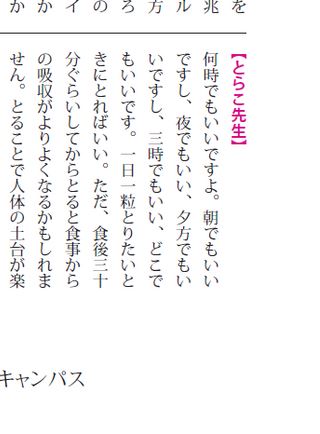 を
兆
ル
方
ろ
の
イ
か
か
【とらこ先生】
何時でもいいですよ。朝でもいい
ですし、夜でもいい、夕方でもい
いですし、三時でもいい、どこで
もいいです。一日一粒とりたいと
きにとればいい。ただ、食後三十
分ぐらいしてからとると食事から
の吸収がよりよくなるかもしれま
せん。とることで人体の土台が楽
キャンパス